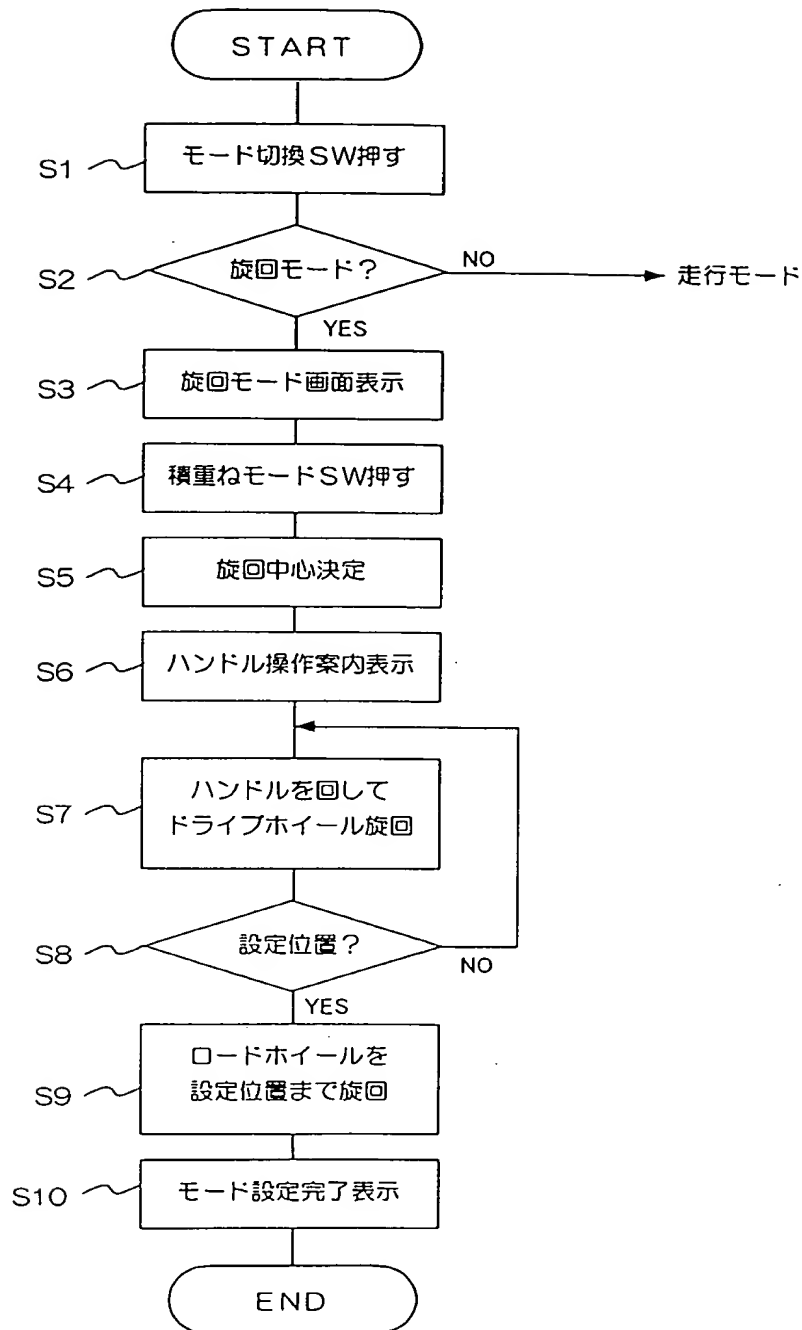 START
S1
モード切換SW押す
S2
旋回モード？
NO
走行モード
YES
S3
旋回モード画面表示
S4
積重ねモードSW押す
S5
旋回中心決定
S6
ハンドル操作案内表示
S7
ハンドルを回して
ドライブホイール旋回
S8
設定位置？
NO
YES
S9
ロードホイールを
設定位置まで旋回
S10
モード設定完了表示
END